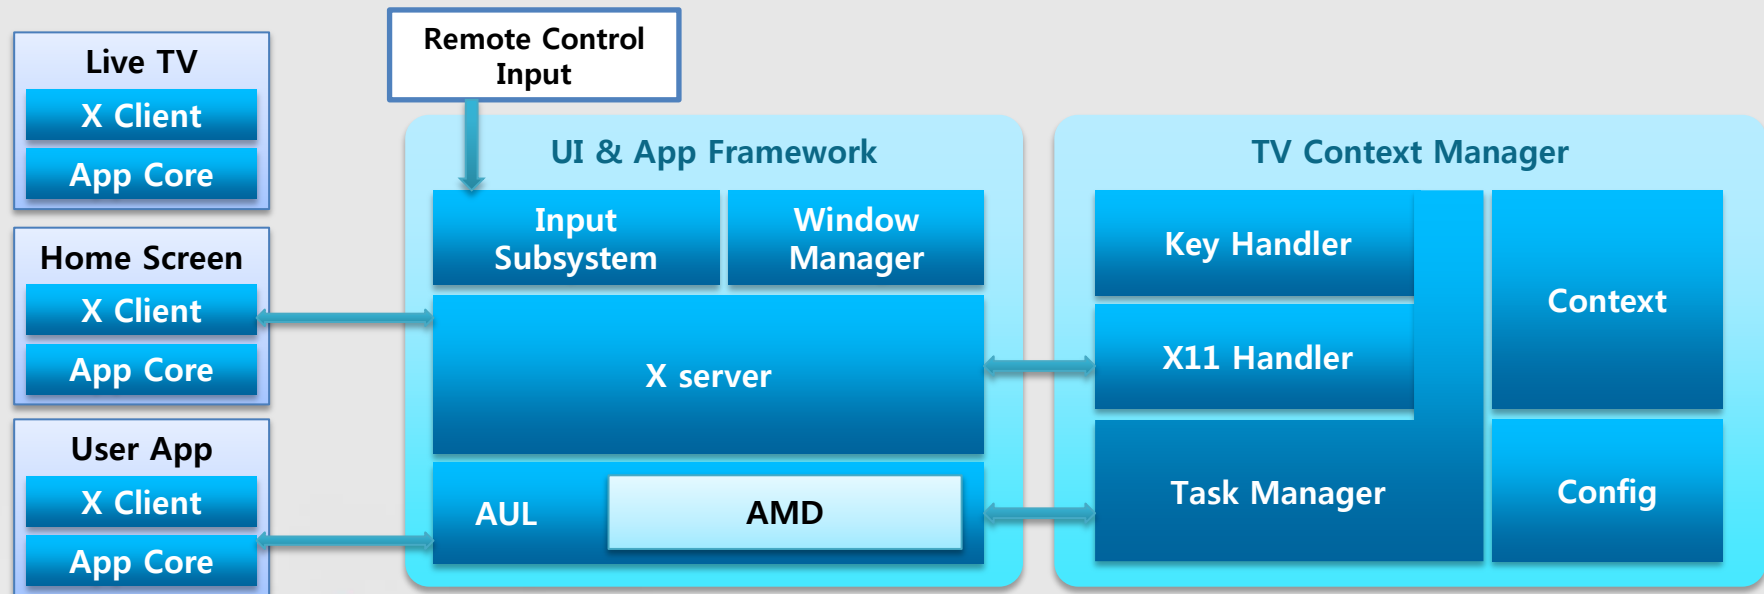 Live TV
X Client
App Core
Home Screen
X Client
App Core
User App
X Client
App Core
Remote Control
Input
UI & App Framework
Input
Subsystem
Window
Manager
X server
AUL
AMD
TV Context Manager
Key Handler
X11 Handler
Task Manager
Context
Config